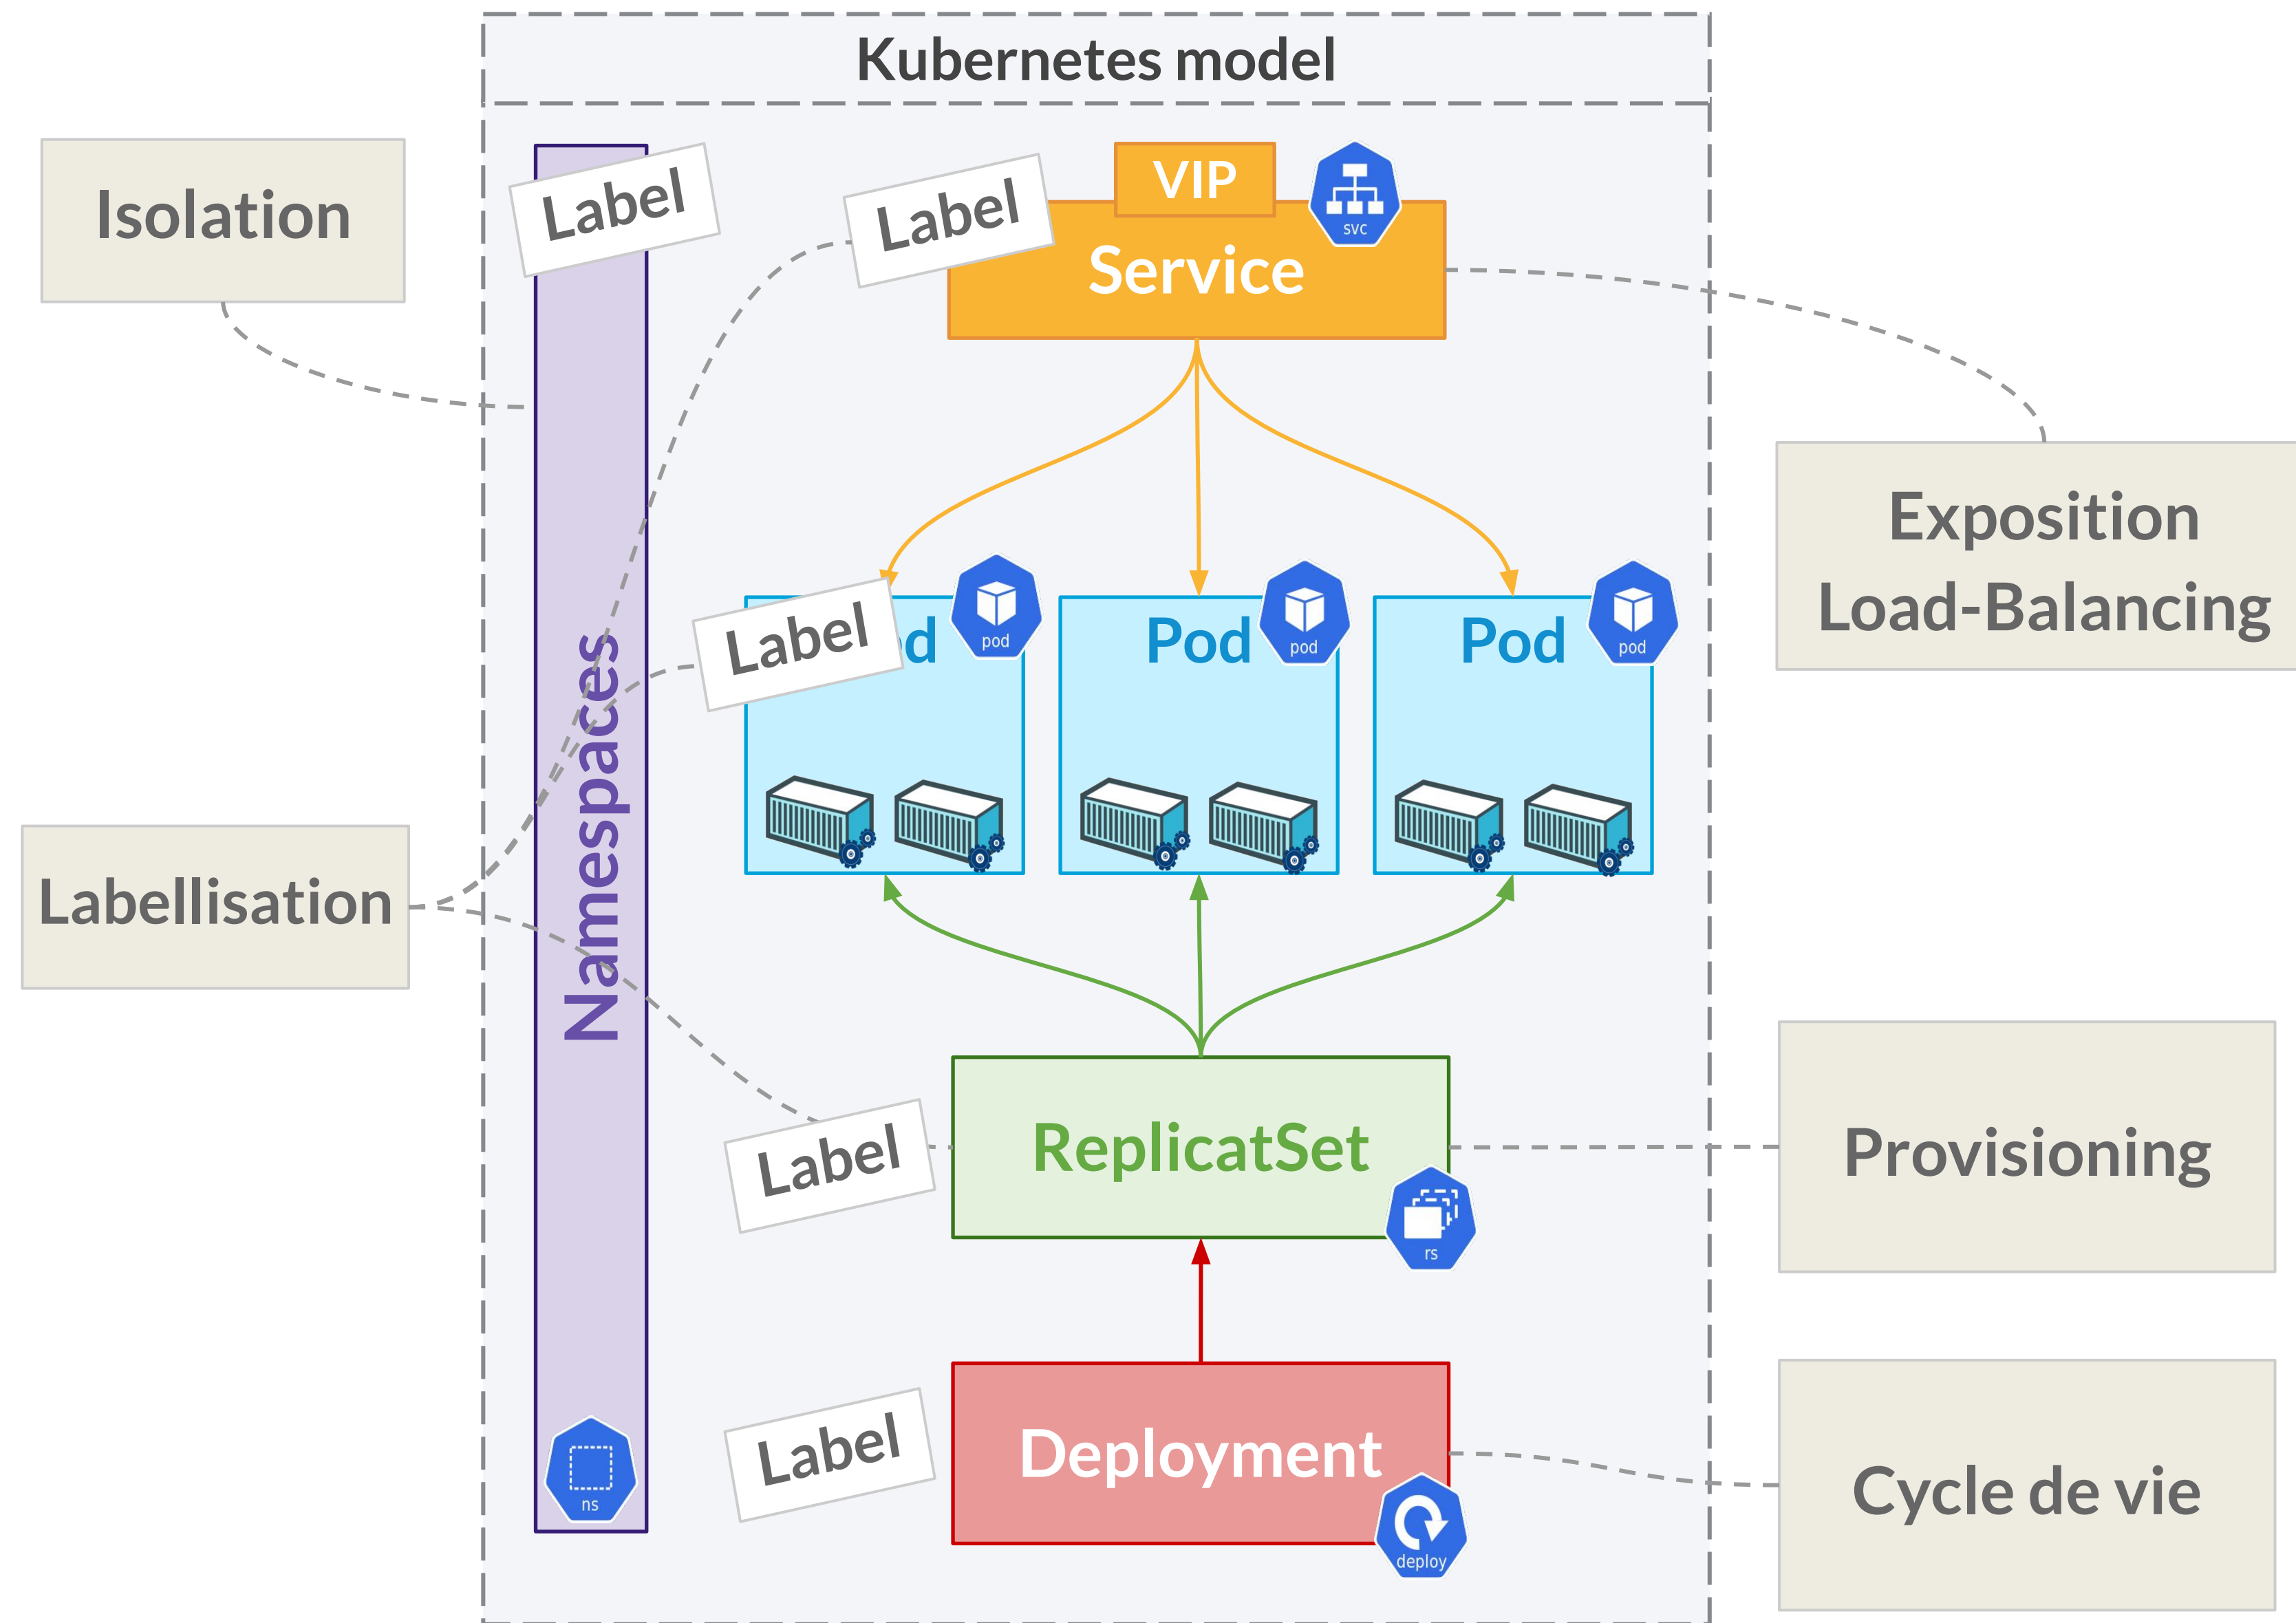 Kubernetes model
Isolation
Label
Label
VIP
svc
Service
Exposition
Load-Balancing
Label
od
pod
Pod
pod
Pod
pod
Namespaces
Labellisation
Label
ReplicatSet
rs
Provisioning
Label
Deployment
deploy
Cycle de vie
ns